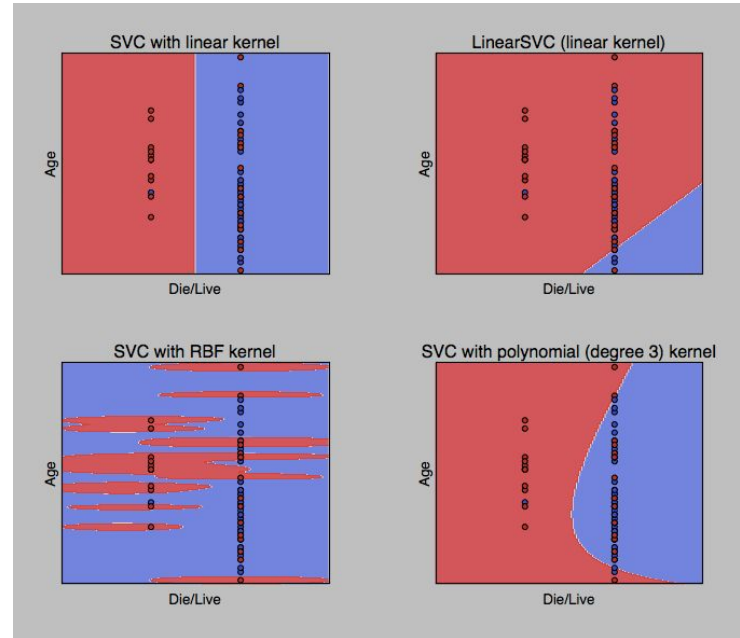 SVC with linear kernel
Age
Die/Live
LinearSVC (linear kernel)
Age
Die/Live
SVC with RBF kernel
Age
Die/Live
SVC with polynomial (degree 3) kernel
Age
Die/Live